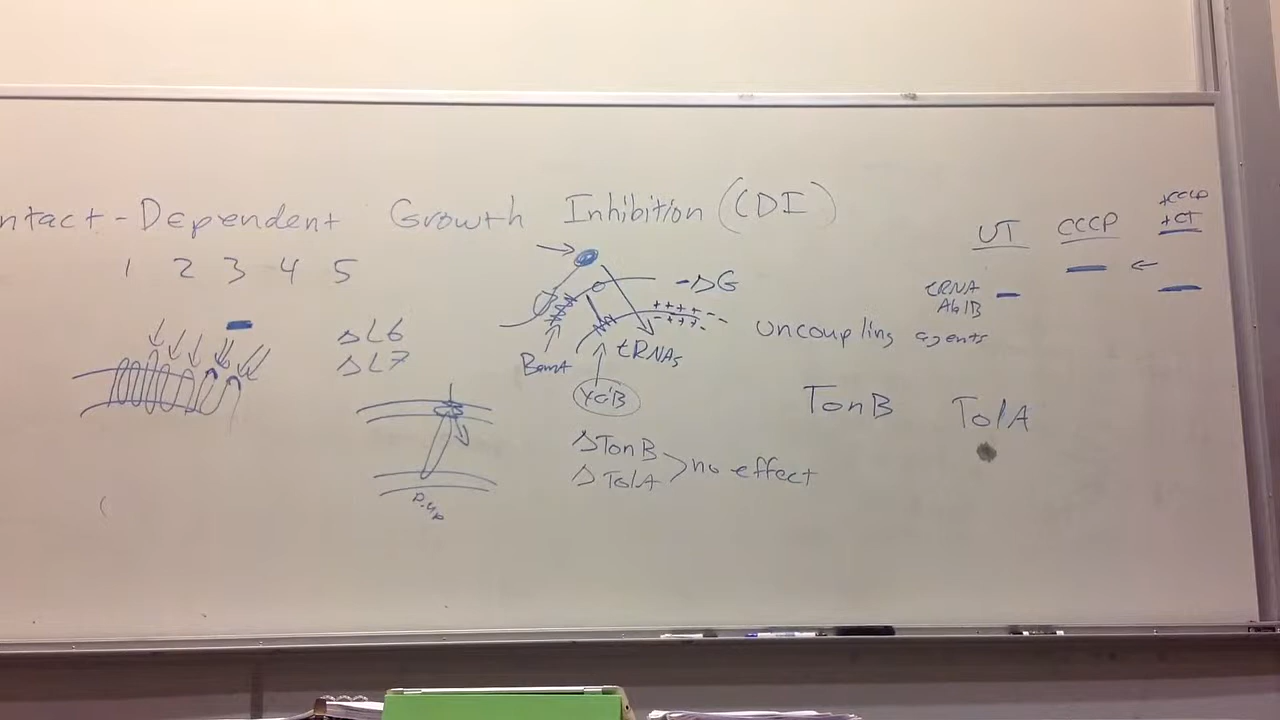 ntact-Dependent Growth Inhibition (CDI)
1 2 3 4 5
ΔL6
ΔL7
-ΔG
++++--
-++++-
BamA
tRNAs
YciB
ΔTonB
ΔTolA
no effect
uncoupling agents
TonB TolA
UT CCCP
+CCCP
+CT
tRNA